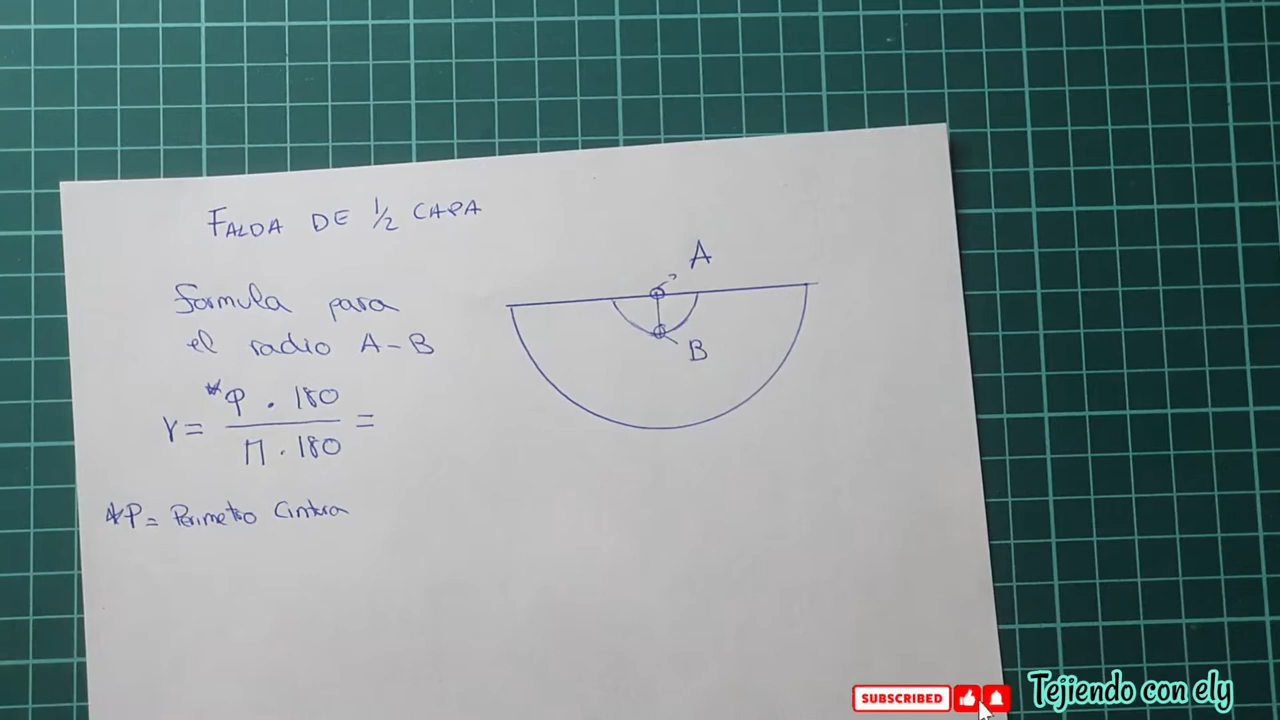 FALDA DE 1/2 CAPA
formula para
el radio A-B
*P . 180
r = ‾‾‾‾‾‾‾ =
π . 180
*P = Perimetro Cintura
A
B
SUBSCRIBED
Tejiendo con ely